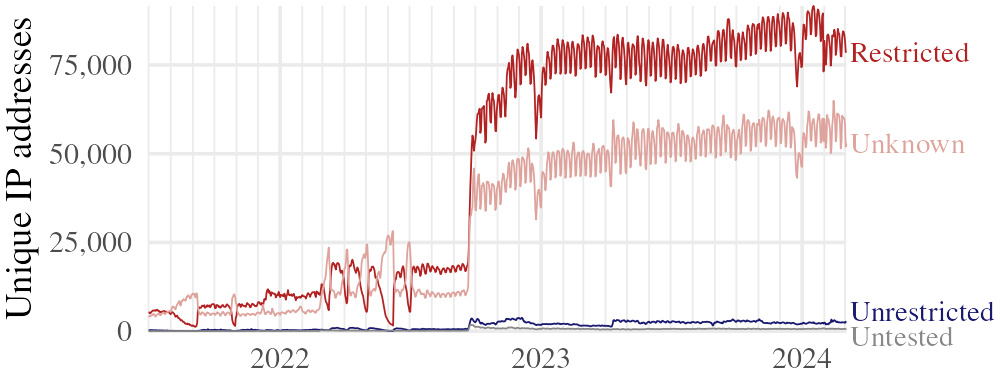 Unique IP addresses
75,000
50,000
25,000
0
Restricted
Unknown
Unrestricted
Untested
2022
2023
2024